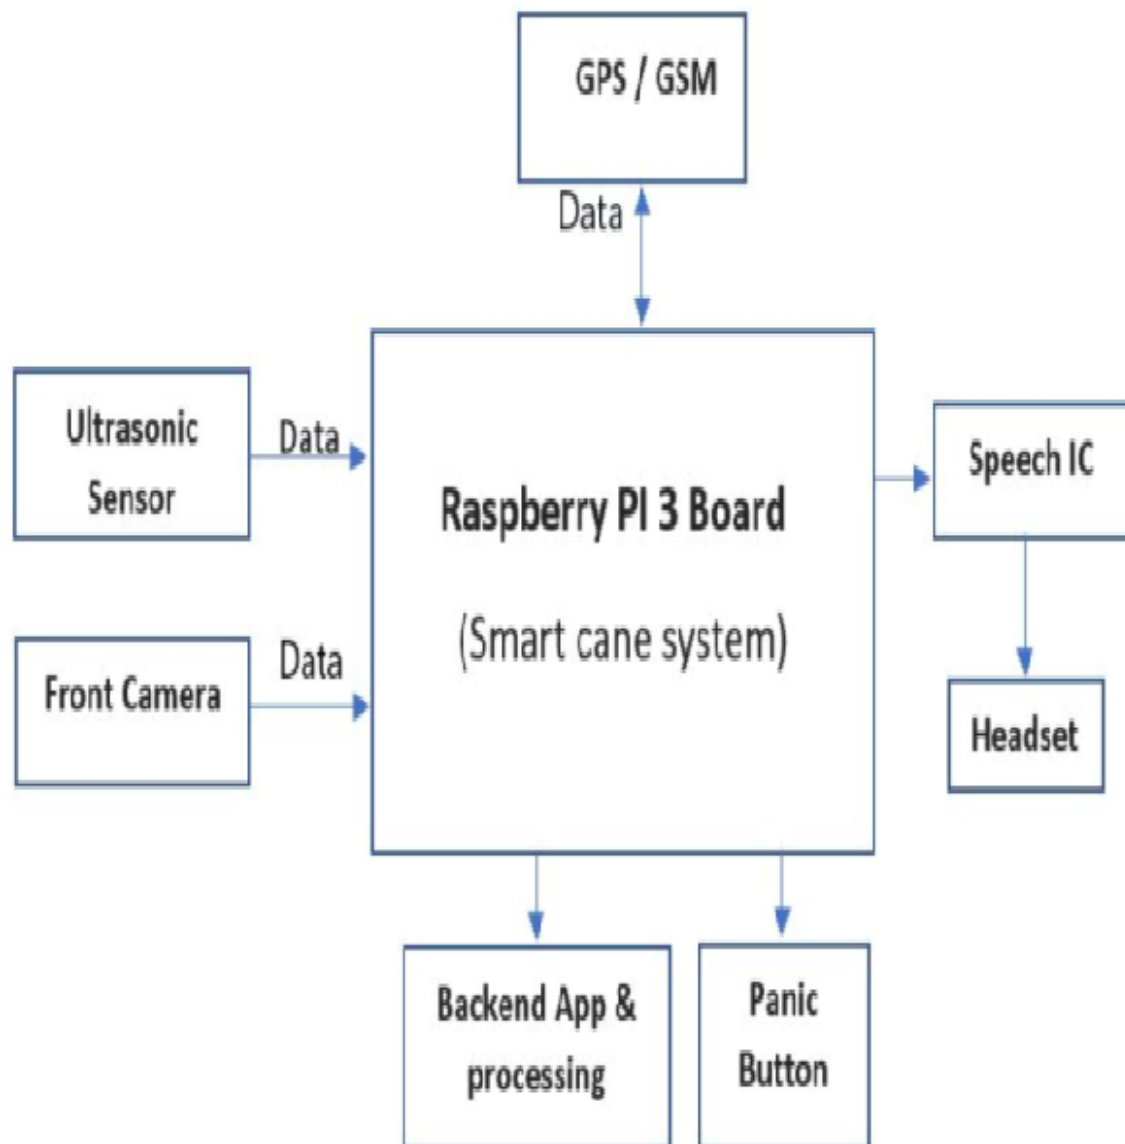 GPS / GSM
Data
Ultrasonic
Sensor
Data
Raspberry PI 3 Board
(Smart cane system)
Speech IC
Front Camera
Data
Headset
Backend App &
processing
Panic
Button